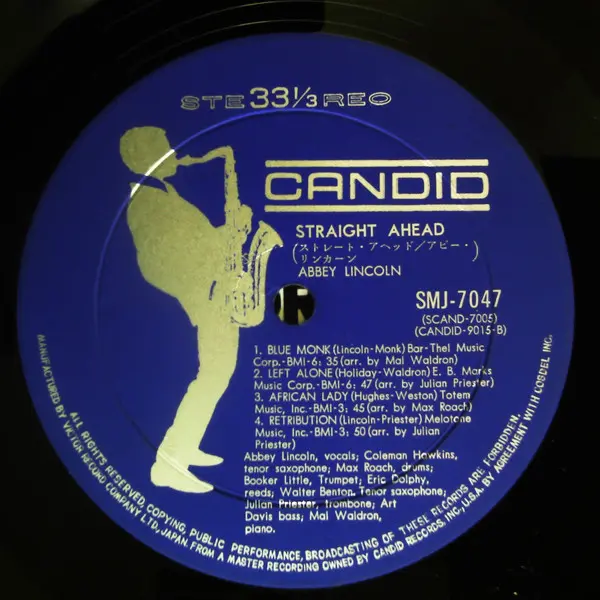 STE 33 1/3 REO
CANDID
STRAIGHT AHEAD
(ストレート・アヘッド/アビー・
リンカーン)
ABBEY LINCOLN
SMJ-7047
(SCAND-7005)
(CANDID-9015-B)
1. BLUE MONK (Lincoln-Monk) Bar-Thel Music
Corp.-BMI-6: 35 (arr. by Mal Waldron)
2. LEFT ALONE (Holiday-Waldron) E. B. Marks
Music Corp.-BMI-6: 47 (arr. by Julian Priester)
3. AFRICAN LADY (Hughes-Weston) Totem
Music, Inc.-BMI-3: 45 (arr. by Max Roach)
4. RETRIBUTION (Lincoln-Priester) Melotone
Music, Inc.-BMI-3: 50 (arr. by Julian
Priester)
Abbey Lincoln, vocals; Coleman Hawkins,
tenor saxophone; Max Roach, drums;
Booker Little, Trumpet; Eric Dolphy,
reeds; Walter Benton, Tenor saxophone;
Julian Priester, trombone; Art
Davis bass; Mal Waldron,
piano.
MANUFACTURED BY VICTOR RECORD COMPANY LTD., JAPAN. FROM A MASTER RECORDING OWNED BY CANDID RECORDS, INC., U.S.A. BY AGREEMENT WITH COSDEL INC.
ALL RIGHTS RESERVED, COPYING, PUBLIC PERFORMANCE, BROADCASTING OF THESE RECORDS ARE FORBIDDEN.